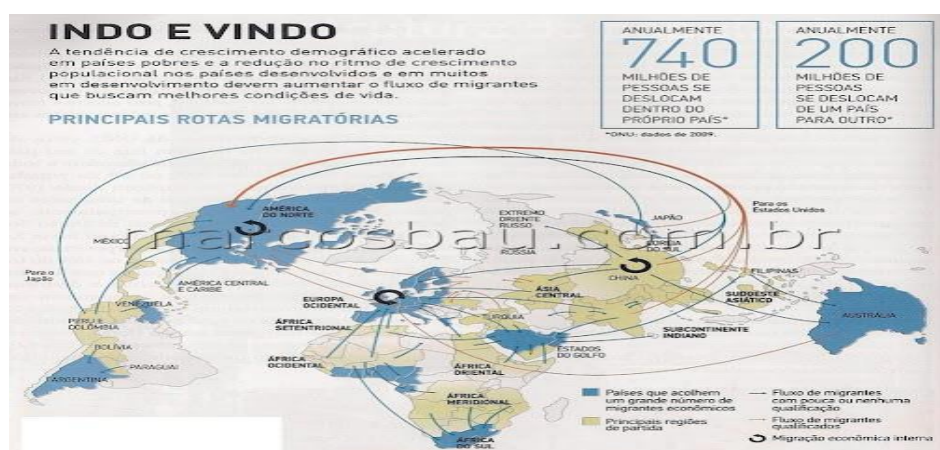 INDO E VINDO
A tendência de crescimento demográfico acelerado
em países pobres e a redução no ritmo de crescimento
populacional nos países desenvolvidos e em muitos
em desenvolvimento devem aumentar o fluxo de migrantes
que buscam melhores condições de vida.
PRINCIPAIS ROTAS MIGRATÓRIAS
ANUALMENTE
740
MILHÕES DE
PESSOAS SE
DESLOCAM
DENTRO DO
PRÓPRIO PAÍS*
ANUALMENTE
200
MILHÕES DE
PESSOAS
SE DESLOCAM
DE UM PAÍS
PARA OUTRO*
*ONU: dados de 2009.
AMÉRICA
DO NORTE
EXTREMO
ORIENTE
RUSSO
RÚSSIA
JAPÃO
Para os
Estados Unidos
MÉXICO
marcosbau.com.br
COREIA
DO SUL
CHINA
FILIPINAS
Para o
Japão
AMÉRICA CENTRAL
E CARIBE
EUROPA
OCIDENTAL
ÁSIA
CENTRAL
SUDOESTE
ASIÁTICO
VENEZUELA
PERU E
COLÔMBIA
ÁFRICA
SETENTRIONAL
TURQUIA
SUBCONTINENTE
INDIANO
AUSTRÁLIA
BOLÍVIA
PARAGUAI
ARGENTINA
ÁFRICA
OCIDENTAL
ÁFRICA
ORIENTAL
ESTADOS
DO GOLFO
ÁFRICA
MERIDIONAL
ÁFRICA
DO SUL
Países que acolhem
um grande número de
migrantes econômicos
Principais regiões
de partida
Fluxo de migrantes
com pouca ou nenhuma
qualificação
Fluxo de migrantes
qualificados
Migração econômica interna